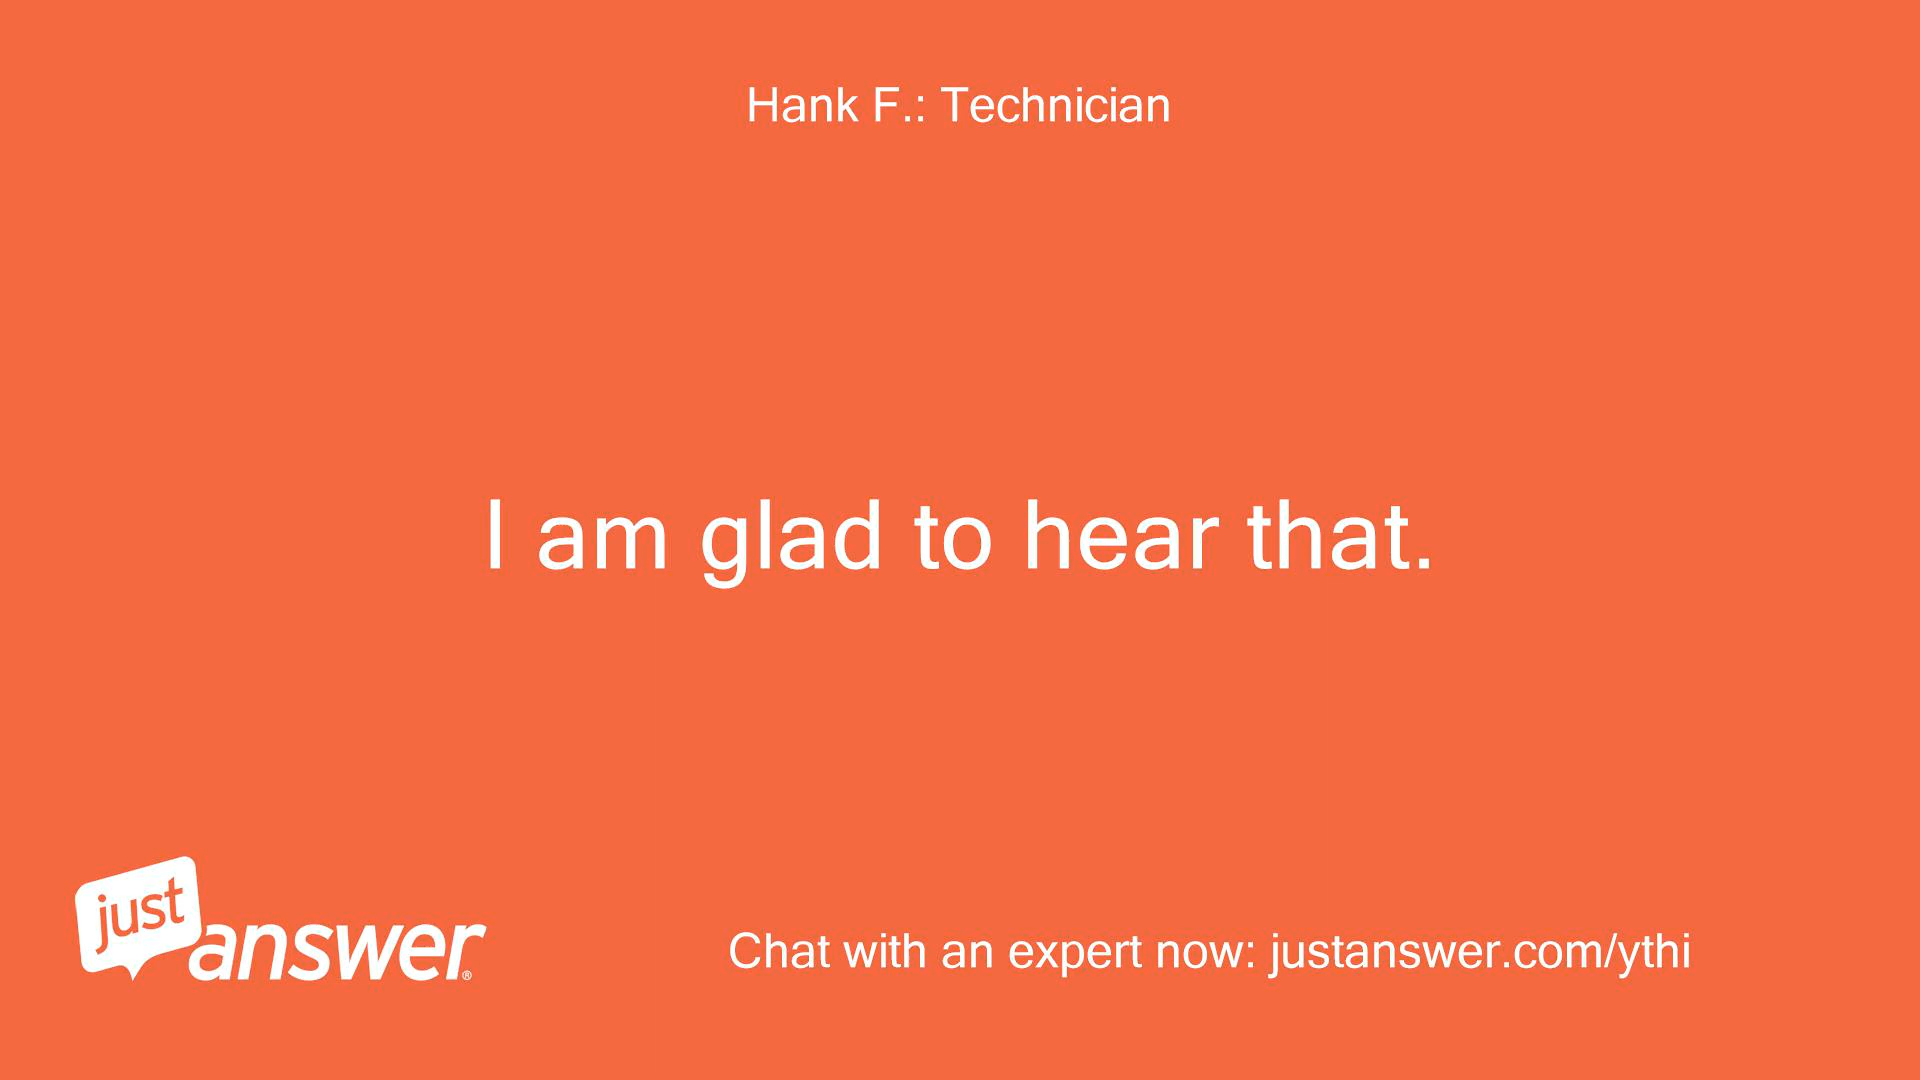 Hank F.: Technician
I am glad to hear that.
just
answer®
Chat with an expert now: justanswer.com/ythi